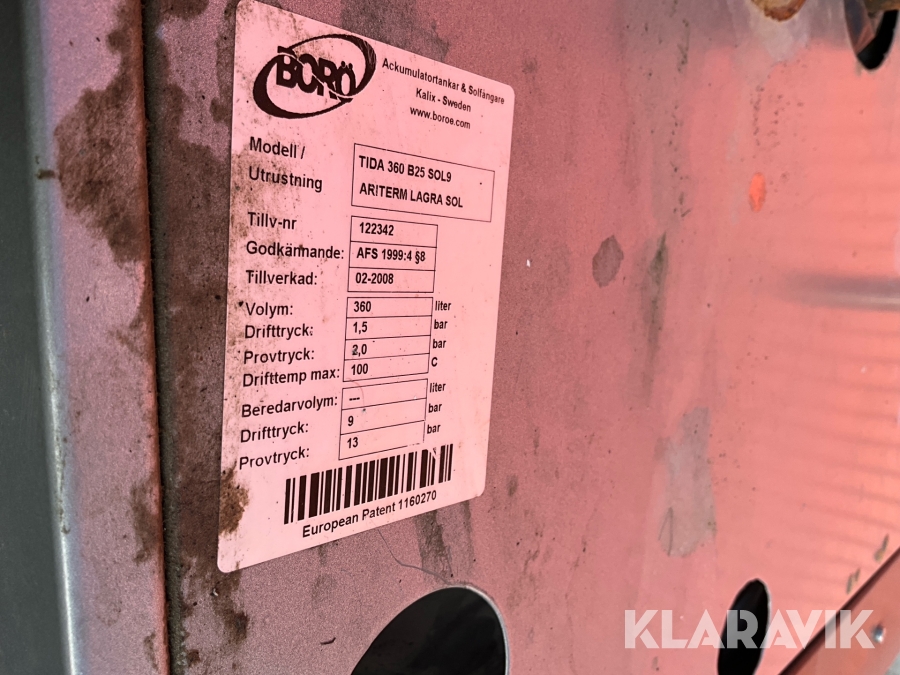 BORÖ
Ackumulatortankar & Solfångare
Kalix - Sweden
www.boroe.com
Modell / Utrustning
TIDA 360 B25 SOL9
ARITERM LAGRA SOL
Tillv-nr 122342
Godkännande: AFS 1999:4 §8
Tillverkad: 02-2008
Volym: 360 liter
Drifttryck: 1,5 bar
Provtryck: 2,0 bar
Drifttemp max: 100 C
Beredarvolym: --- liter
Drifttryck: 9 bar
Provtryck: 13 bar
European Patent 1160270
KLARAVIK